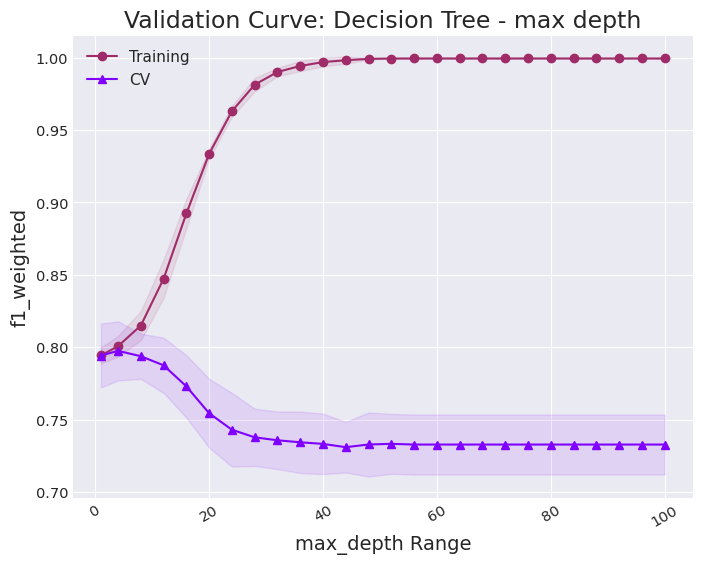 Validation Curve: Decision Tree - max depth
Training
CV
1.00
0.95
0.90
0.85
0.80
0.75
0.70
f1_weighted
0
20
40
60
80
100
max_depth Range